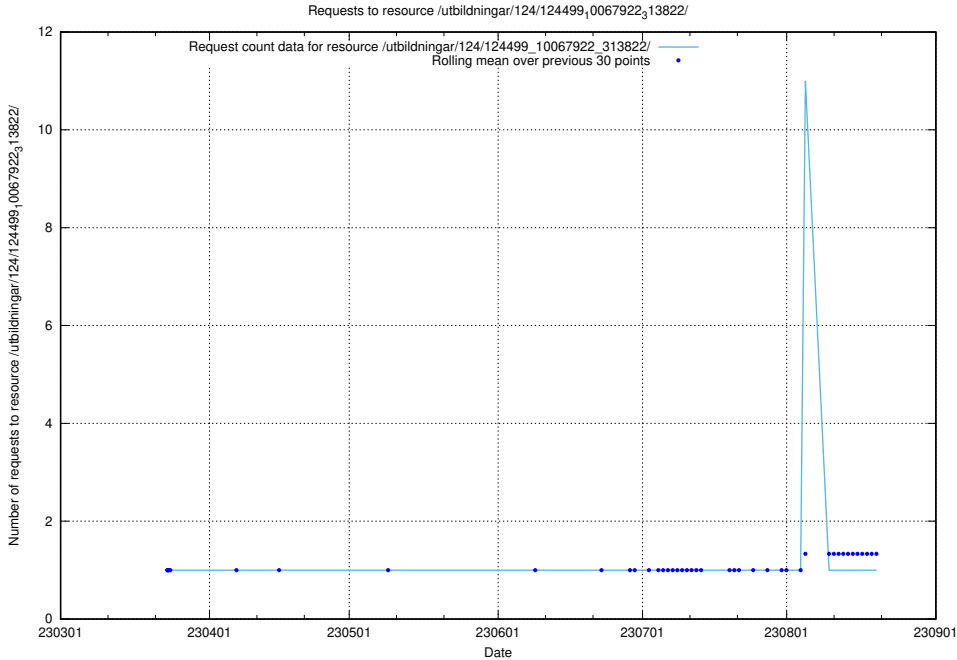 Requests to resource /utbildningar/124/124499₁0067922₃13822/
Request count data for resource /utbildningar/124/124499_10067922_313822/
Rolling mean over previous 30 points
Number of requests to resource /utbildningar/124/124499₁0067922₃13822/
12
10
8
6
4
2
0
230301 230401 230501 230601 230701 230801 230901
Date